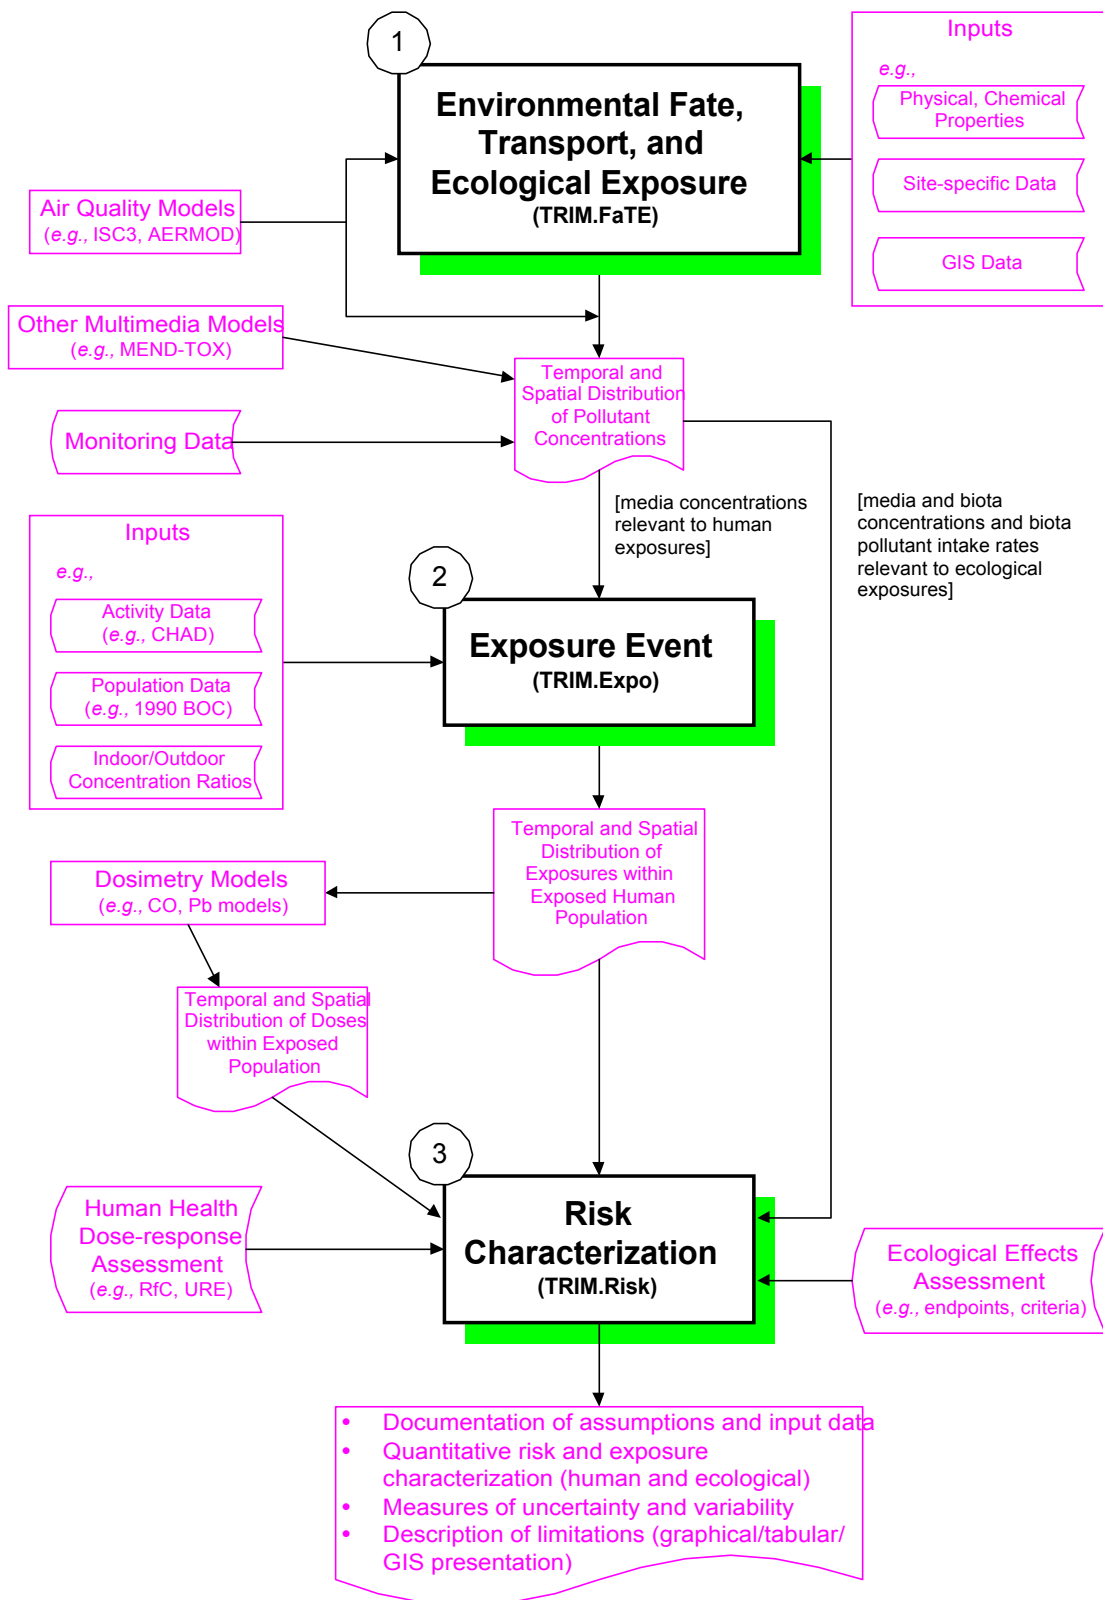 1
Environmental Fate,
Transport, and
Ecological Exposure
(TRIM.FaTE)
Inputs
e.g.,
Physical, Chemical
Properties
Site-specific Data
GIS Data
Air Quality Models
(e.g., ISC3, AERMOD)
Other Multimedia Models
(e.g., MEND-TOX)
Monitoring Data
Temporal and
Spatial Distribution
of Pollutant
Concentrations
[media concentrations
relevant to human
exposures]
[media and biota
concentrations and biota
pollutant intake rates
relevant to ecological
exposures]
Inputs
e.g.,
Activity Data
(e.g., CHAD)
Population Data
(e.g., 1990 BOC)
Indoor/Outdoor
Concentration Ratios
2
Exposure Event
(TRIM.Expo)
Temporal and Spatial
Distribution of
Exposures within
Exposed Human
Population
Dosimetry Models
(e.g., CO, Pb models)
Temporal and Spatial
Distribution of Doses
within Exposed
Population
3
Risk
Characterization
(TRIM.Risk)
Human Health
Dose-response
Assessment
(e.g., RfC, URE)
Ecological Effects
Assessment
(e.g., endpoints, criteria)
• Documentation of assumptions and input data
• Quantitative risk and exposure
characterization (human and ecological)
• Measures of uncertainty and variability
• Description of limitations (graphical/tabular/
GIS presentation)